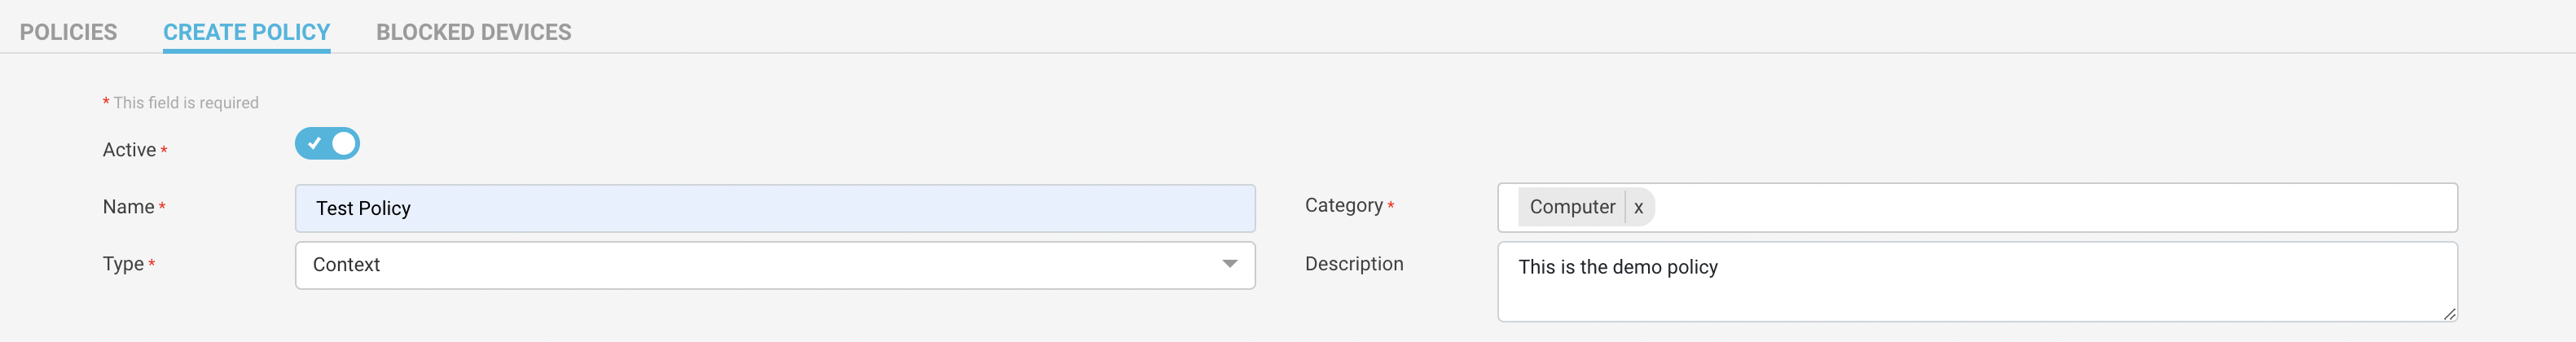 POLICIES CREATE POLICY BLOCKED DEVICES
* This field is required
Active *
Name * Test Policy Category * Computer x
Type * Context Description This is the demo policy